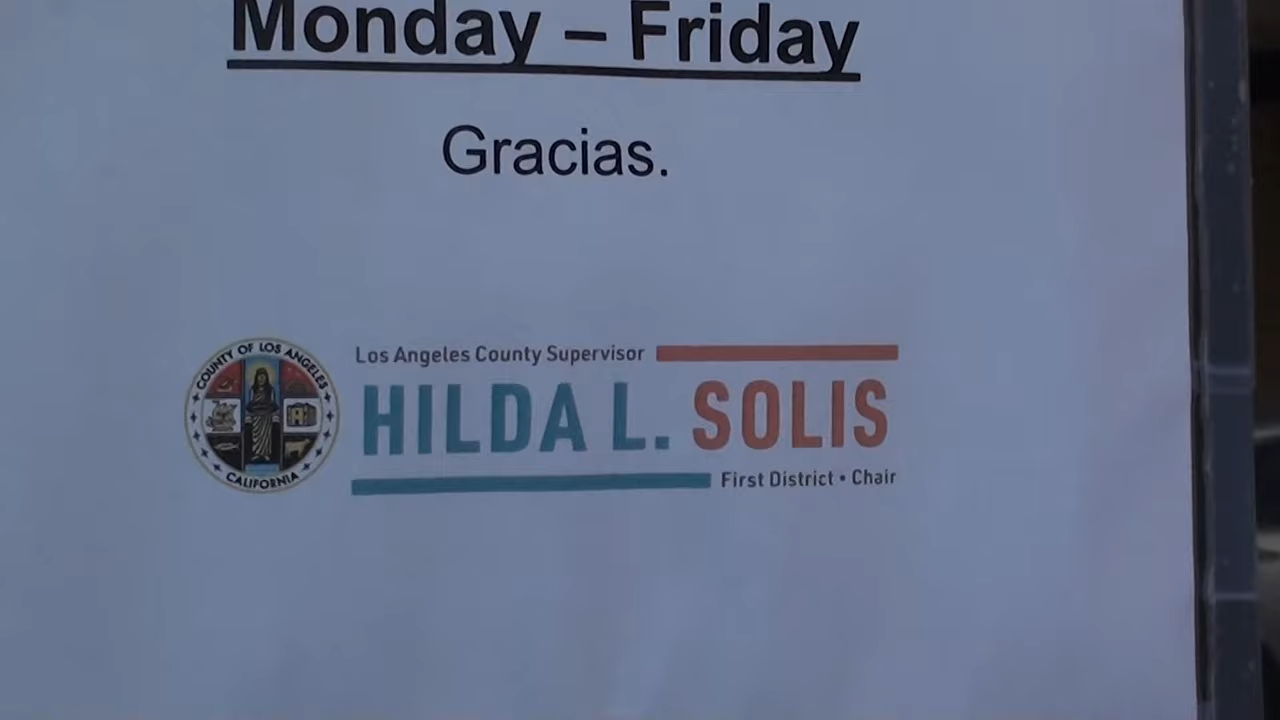 Monday – Friday
Gracias.
COUNTY OF LOS ANGELES
CALIFORNIA
Los Angeles County Supervisor
HILDA L. SOLIS
First District • Chair